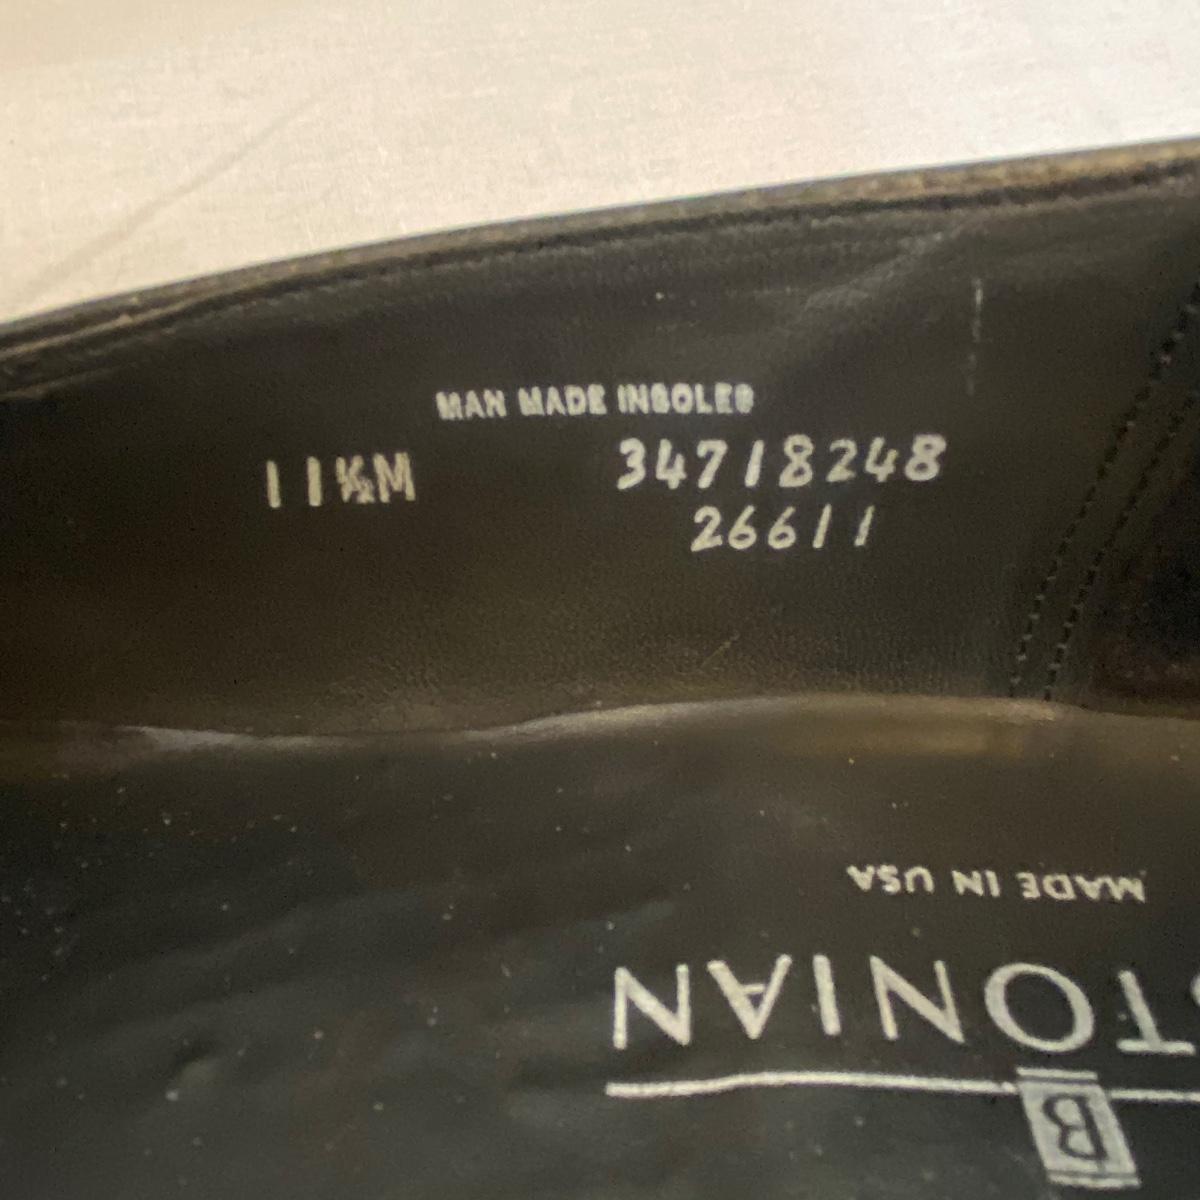 MAN MADE INSOLES
11½M 34718248
26611
MADE IN USA
TONIAN
B